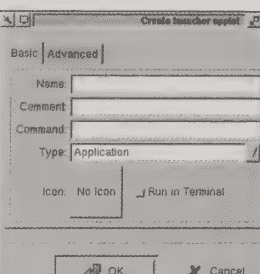 Create launcher applet
Basic Advanced
Name:
Comment:
Command:
Type: Application
Icon: No Icon Run in Terminal
OK Cancel